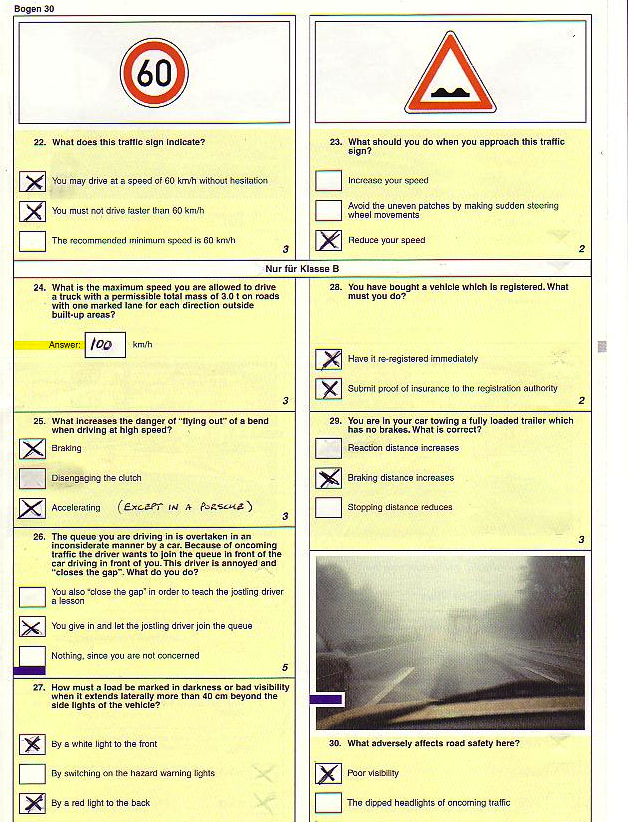 Bogen 30
60
22. What does this traffic sign indicate?
You may drive at a speed of 60 km/h without hesitation
You must not drive faster than 60 km/h
The recommended minimum speed is 60 km/h
3
23. What should you do when you approach this traffic
sign?
Increase your speed
Avoid the uneven patches by making sudden steering
wheel movements
Reduce your speed
2
Nur für Klasse B
24. What is the maximum speed you are allowed to drive
a truck with a permissible total mass of 3.0 t on roads
with one marked lane for each direction outside
built-up areas?
Answer: 100 km/h
3
25. What increases the danger of "flying out" of a bend
when driving at high speed?
Braking
Disengaging the clutch
Accelerating (EXCEPT IN A PORSCHE)
3
26. The queue you are driving in is overtaken in an
inconsiderate manner by a car. Because of oncoming
traffic the driver wants to join the queue in front of the
car driving in front of you. This driver is annoyed and
"closes the gap". What do you do?
You also "close the gap" in order to teach the jostling driver
a lesson
You give in and let the jostling driver join the queue
Nothing, since you are not concerned
5
27. How must a load be marked in darkness or bad visibility
when it extends laterally more than 40 cm beyond the
side lights of the vehicle?
By a white light to the front
By switching on the hazard warning lights
By a red light to the back
28. You have bought a vehicle which is registered. What
must you do?
Have it re-registered immediately
Submit proof of insurance to the registration authority
2
29. You are in your car towing a fully loaded trailer which
has no brakes. What is correct?
Reaction distance increases
Braking distance increases
Stopping distance reduces
3
30. What adversely affects road safety here?
Poor visibility
The dipped headlights of oncoming traffic